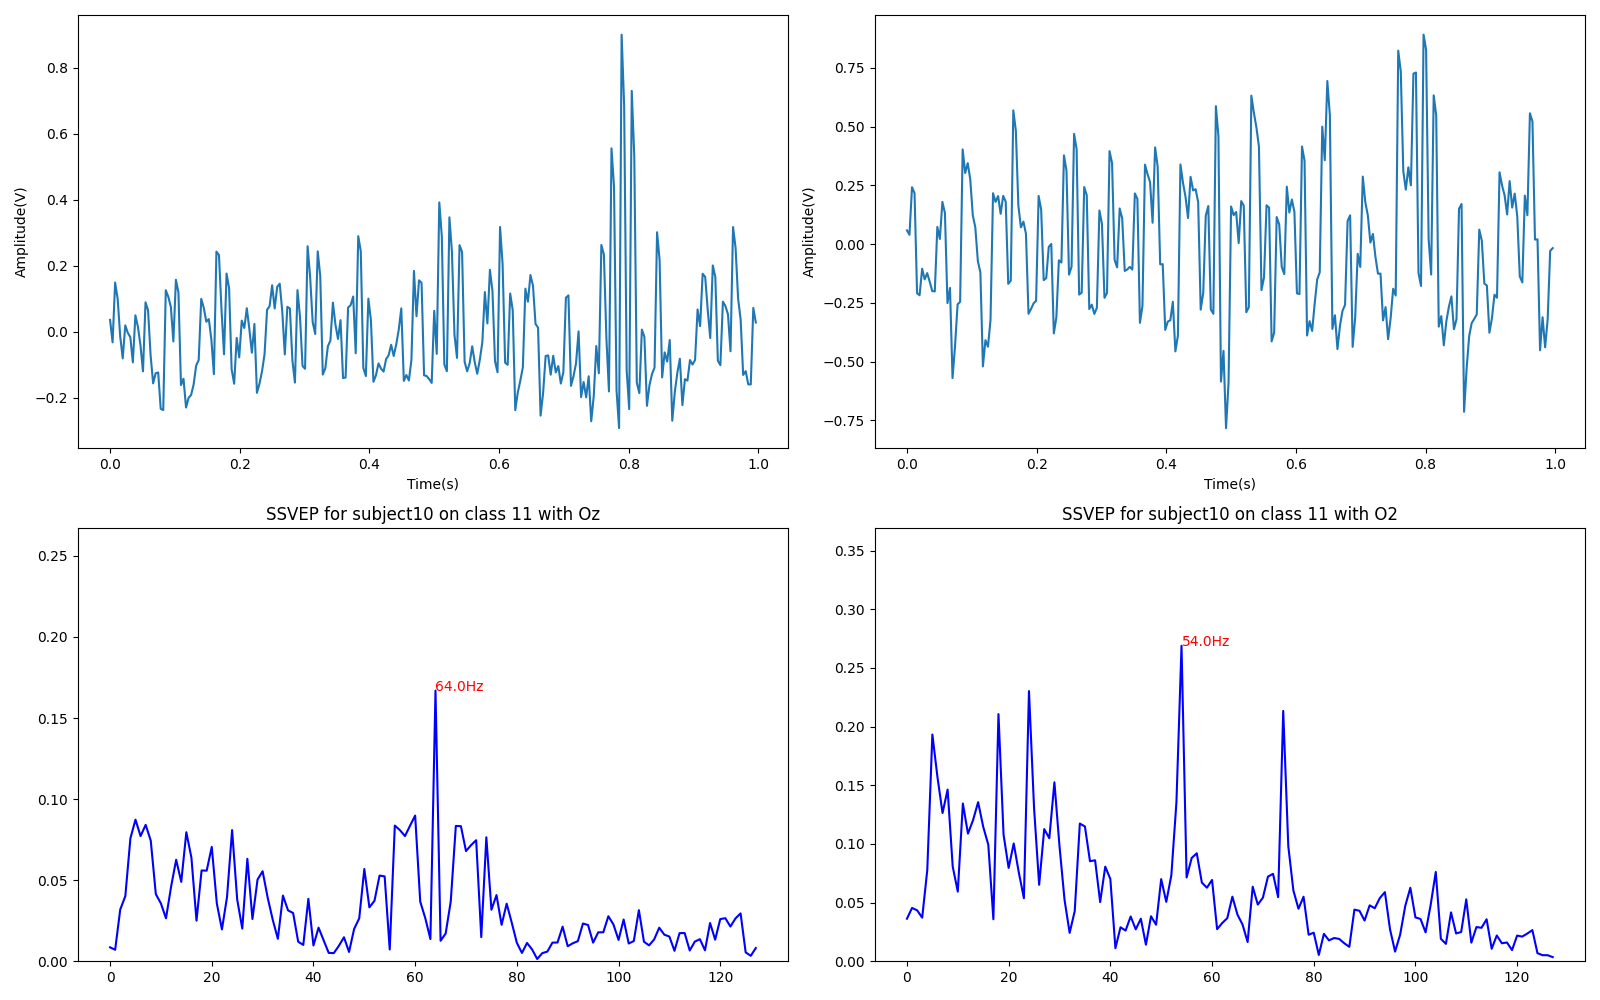 0.8
0.6
0.4
0.2
0.0
−0.2
Amplitude(V)
0.0 0.2 0.4 0.6 0.8 1.0
Time(s)
0.75
0.50
0.25
0.00
−0.25
−0.50
−0.75
Amplitude(V)
0.0 0.2 0.4 0.6 0.8 1.0
Time(s)
SSVEP for subject10 on class 11 with Oz
0.25
0.20
0.15
0.10
0.05
0.00
64.0Hz
0 20 40 60 80 100 120
SSVEP for subject10 on class 11 with O2
0.35
0.30
0.25
0.20
0.15
0.10
0.05
0.00
54.0Hz
0 20 40 60 80 100 120